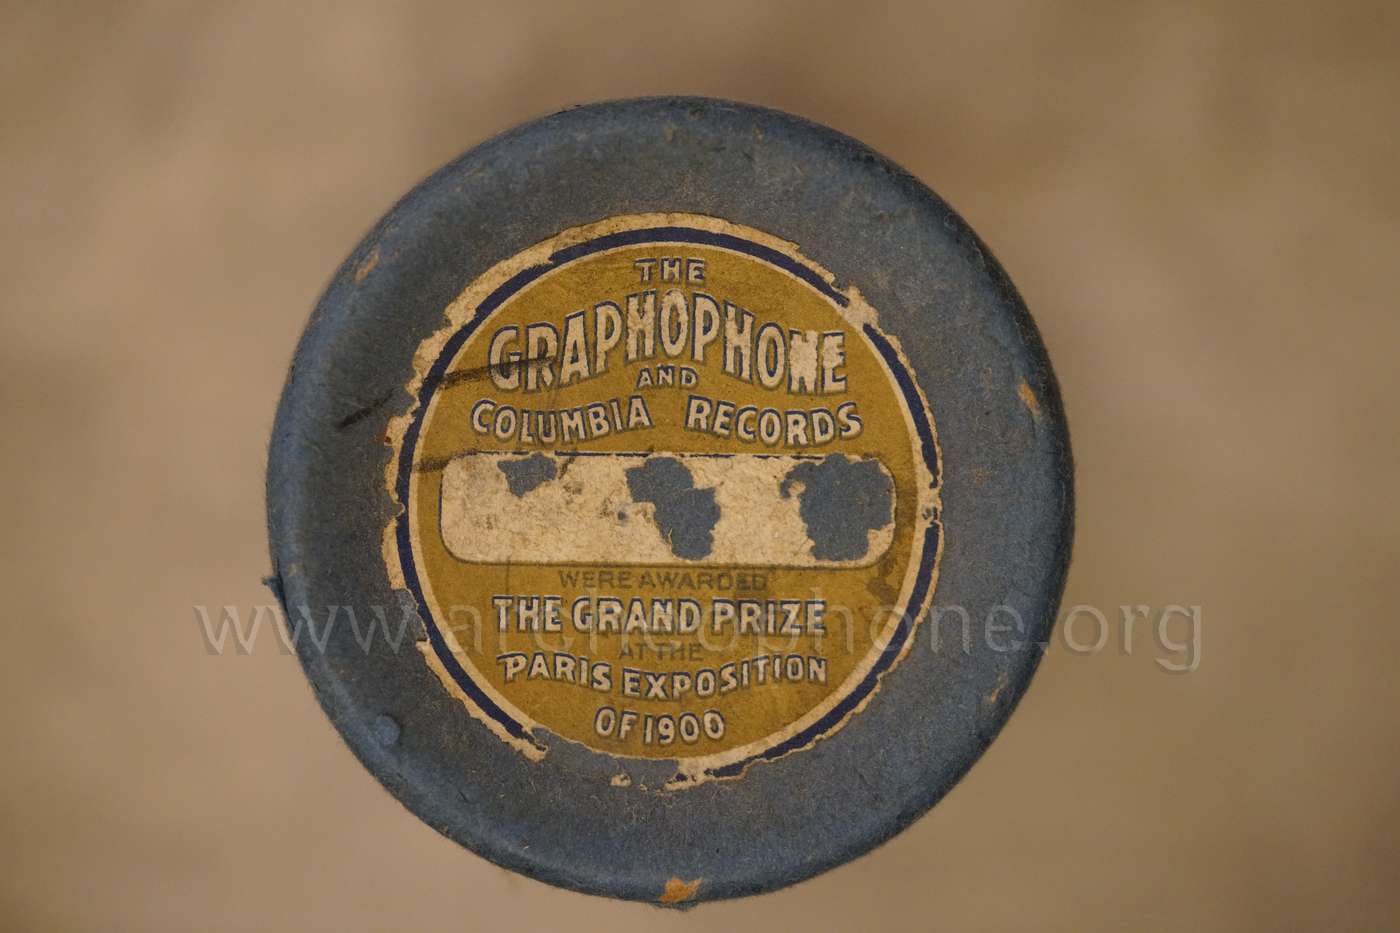 THE
GRAPHOPHONE
AND
COLUMBIA RECORDS
WERE AWARDED
THE GRAND PRIZE
AT THE
PARIS EXPOSITION
OF 1900
www.archeophone.org